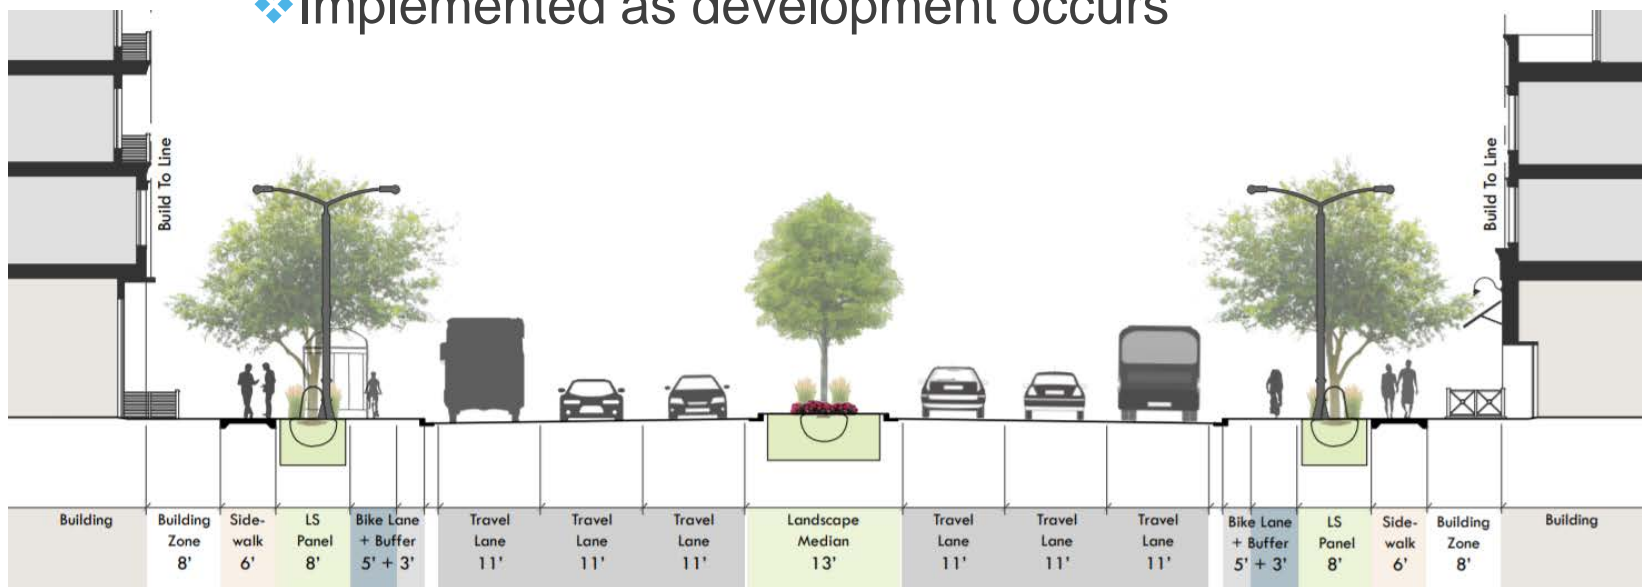 ❖Implemented as development occurs
Build To Line
Build To Line
Building
Building
Zone
8'
Side-
walk
6'
LS
Panel
8'
Bike Lane
+ Buffer
5' + 3'
Travel
Lane
11'
Travel
Lane
11'
Travel
Lane
11'
Landscape
Median
13'
Travel
Lane
11'
Travel
Lane
11'
Travel
Lane
11'
Bike Lane
+ Buffer
5' + 3'
LS
Panel
8'
Side-
walk
6'
Building
Zone
8'
Building